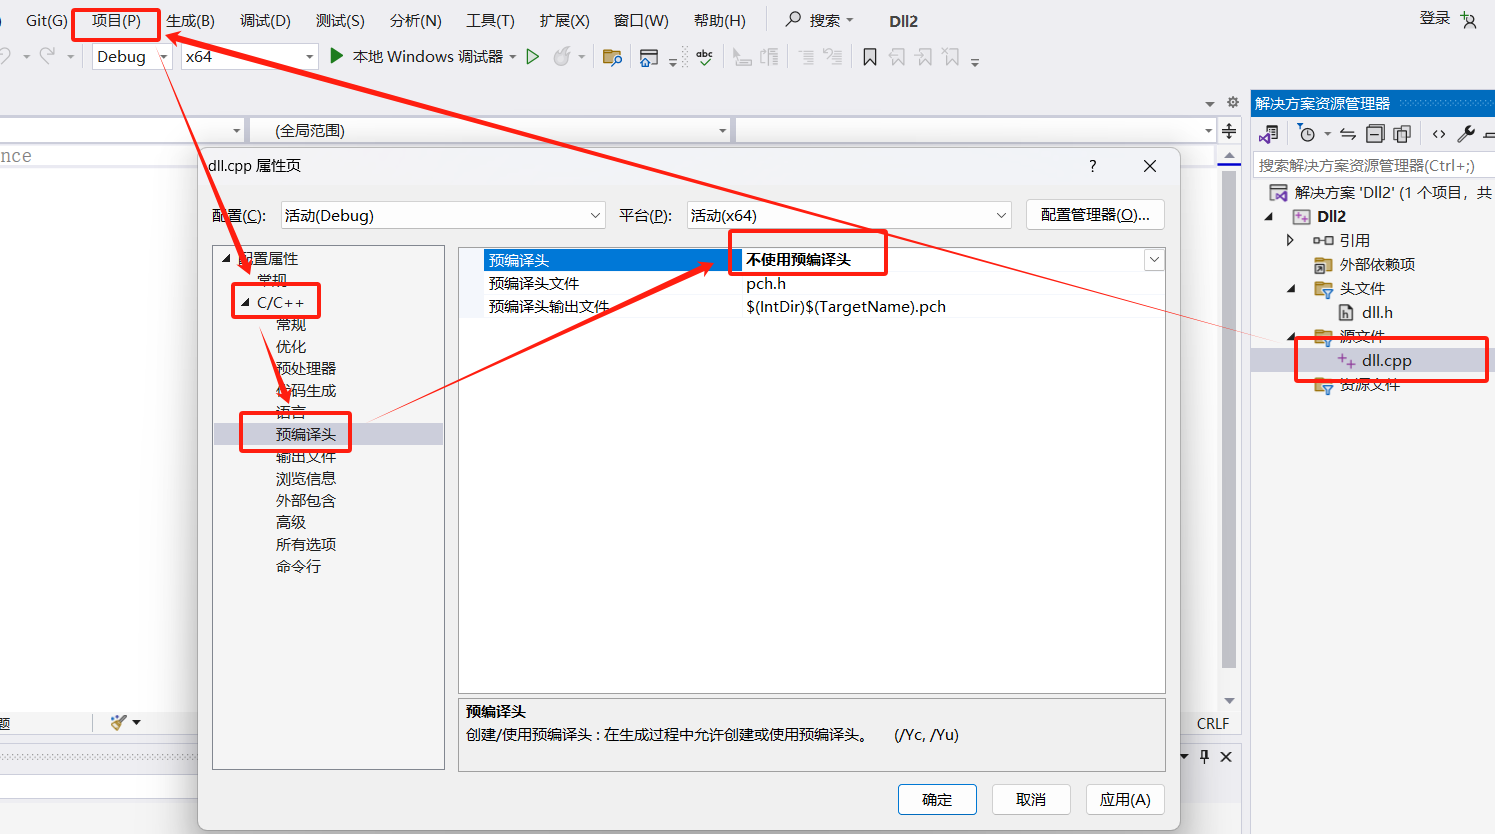 Git(G) 项目(P) 生成(B) 调试(D) 测试(S) 分析(N) 工具(T) 扩展(X) 窗口(W) 帮助(H) 搜索 Dll2 登录
Debug x64 本地 Windows 调试器 abc
(全局范围)
nce
dll.cpp 属性页 ?
配置(C): 活动(Debug) 平台(P): 活动(x64) 配置管理器(O)...
配置属性
常规
C/C++
常规
优化
预处理器
代码生成
语言
预编译头
输出文件
浏览信息
外部包含
高级
所有选项
命令行
预编译头 不使用预编译头
预编译头文件 pch.h
预编译头输出文件 $(IntDir)$(TargetName).pch
预编译头
创建/使用预编译头 : 在生成过程中允许创建或使用预编译头。 (/Yc, /Yu)
确定 取消 应用(A)
题
CRLF
解决方案资源管理器
搜索解决方案资源管理器(Ctrl+;)
解决方案 'Dll2' (1 个项目，共
Dll2
引用
外部依赖项
头文件
dll.h
源文件
dll.cpp
资源文件